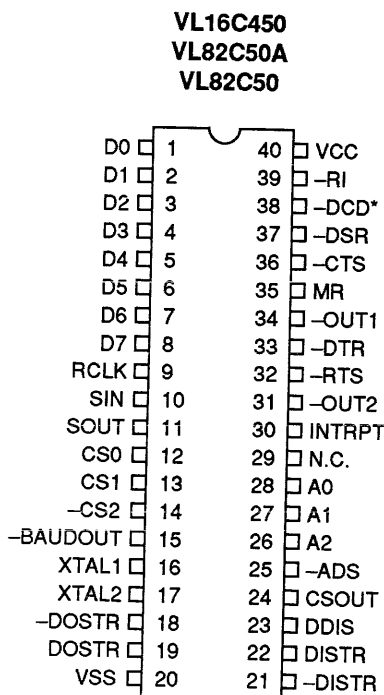 VL16C450
VL82C50A
VL82C50
D0 1 40 VCC
D1 2 39 –RI
D2 3 38 –DCD*
D3 4 37 –DSR
D4 5 36 –CTS
D5 6 35 MR
D6 7 34 –OUT1
D7 8 33 –DTR
RCLK 9 32 –RTS
SIN 10 31 –OUT2
SOUT 11 30 INTRPT
CS0 12 29 N.C.
CS1 13 28 A0
–CS2 14 27 A1
–BAUDOUT 15 26 A2
XTAL1 16 25 –ADS
XTAL2 17 24 CSOUT
–DOSTR 18 23 DDIS
DOSTR 19 22 DISTR
VSS 20 21 –DISTR